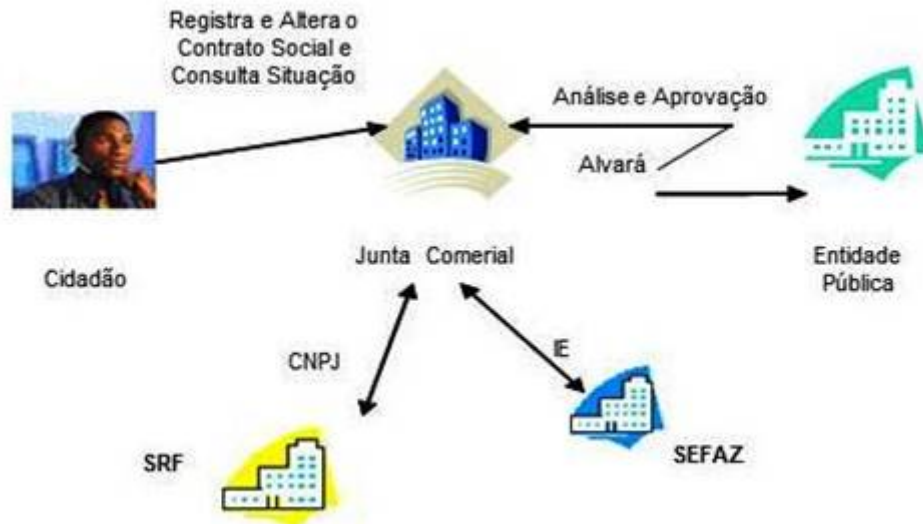 Registra e Altera o
Contrato Social e
Consulta Situação
Análise e Aprovação
Alvará
Cidadão
Junta Comerial
Entidade
Pública
CNPJ
IE
SRF
SEFAZ